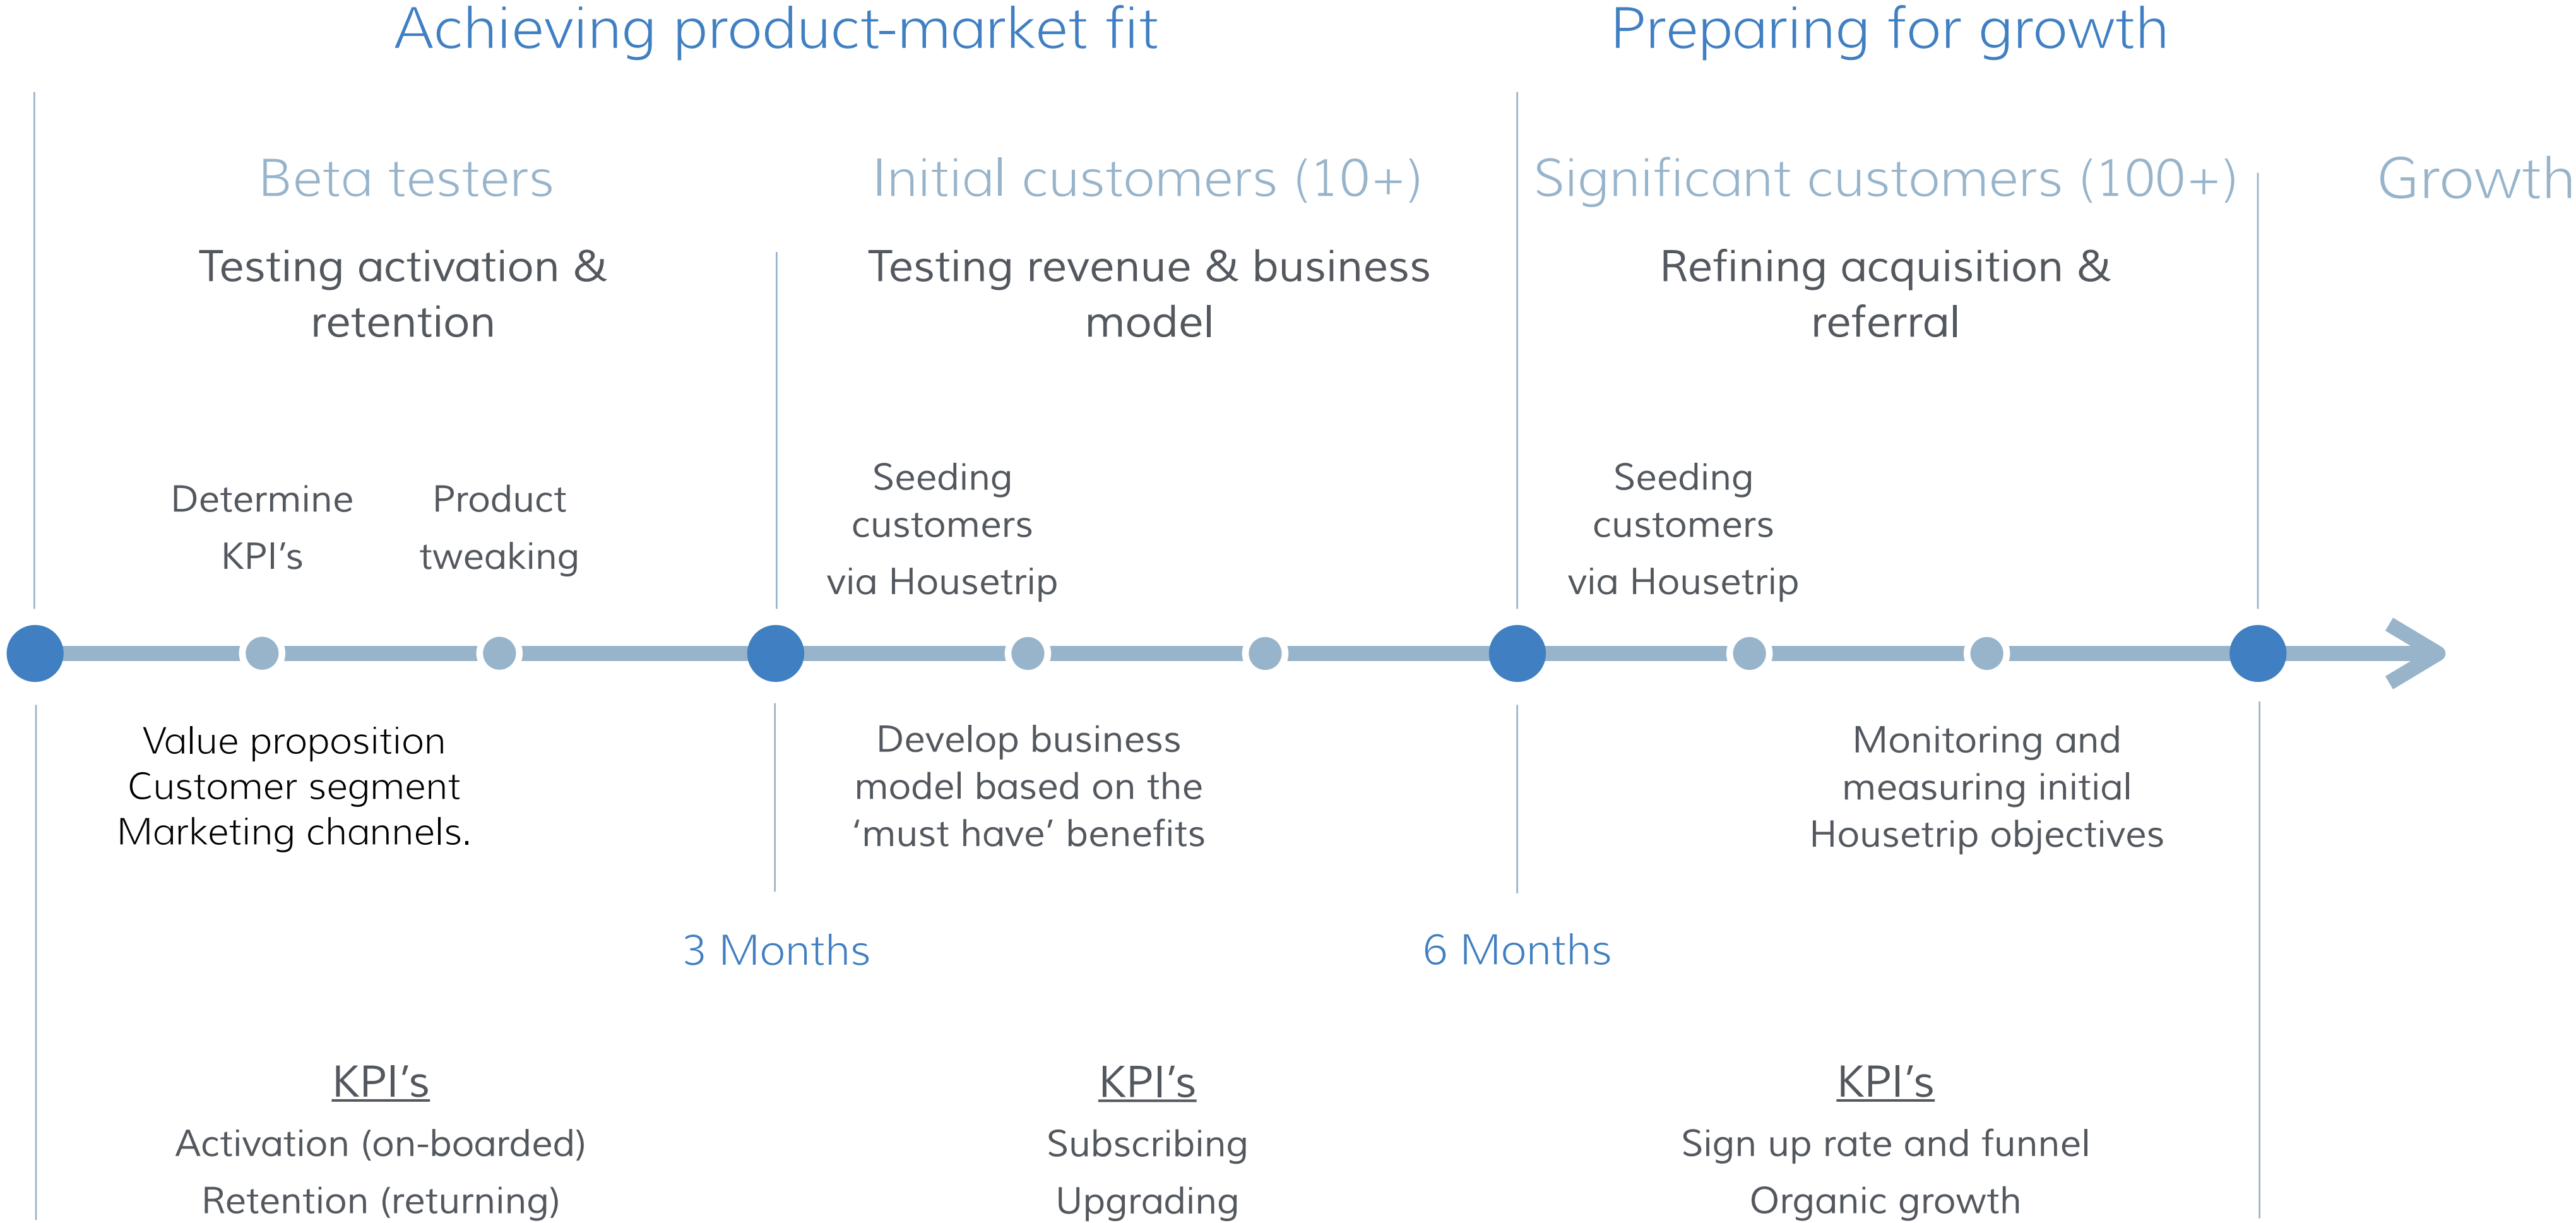 Achieving product-market fit
Preparing for growth
Beta testers
Initial customers (10+)
Significant customers (100+)
Growth
Testing activation &
retention
Testing revenue & business
model
Refining acquisition &
referral
Determine
KPI’s
Product
tweaking
Seeding
customers
via Housetrip
Seeding
customers
via Housetrip
Value proposition
Customer segment
Marketing channels.
Develop business
model based on the
‘must have’ benefits
Monitoring and
measuring initial
Housetrip objectives
3 Months
6 Months
KPI’s
Activation (on-boarded)
Retention (returning)
KPI’s
Subscribing
Upgrading
KPI’s
Sign up rate and funnel
Organic growth